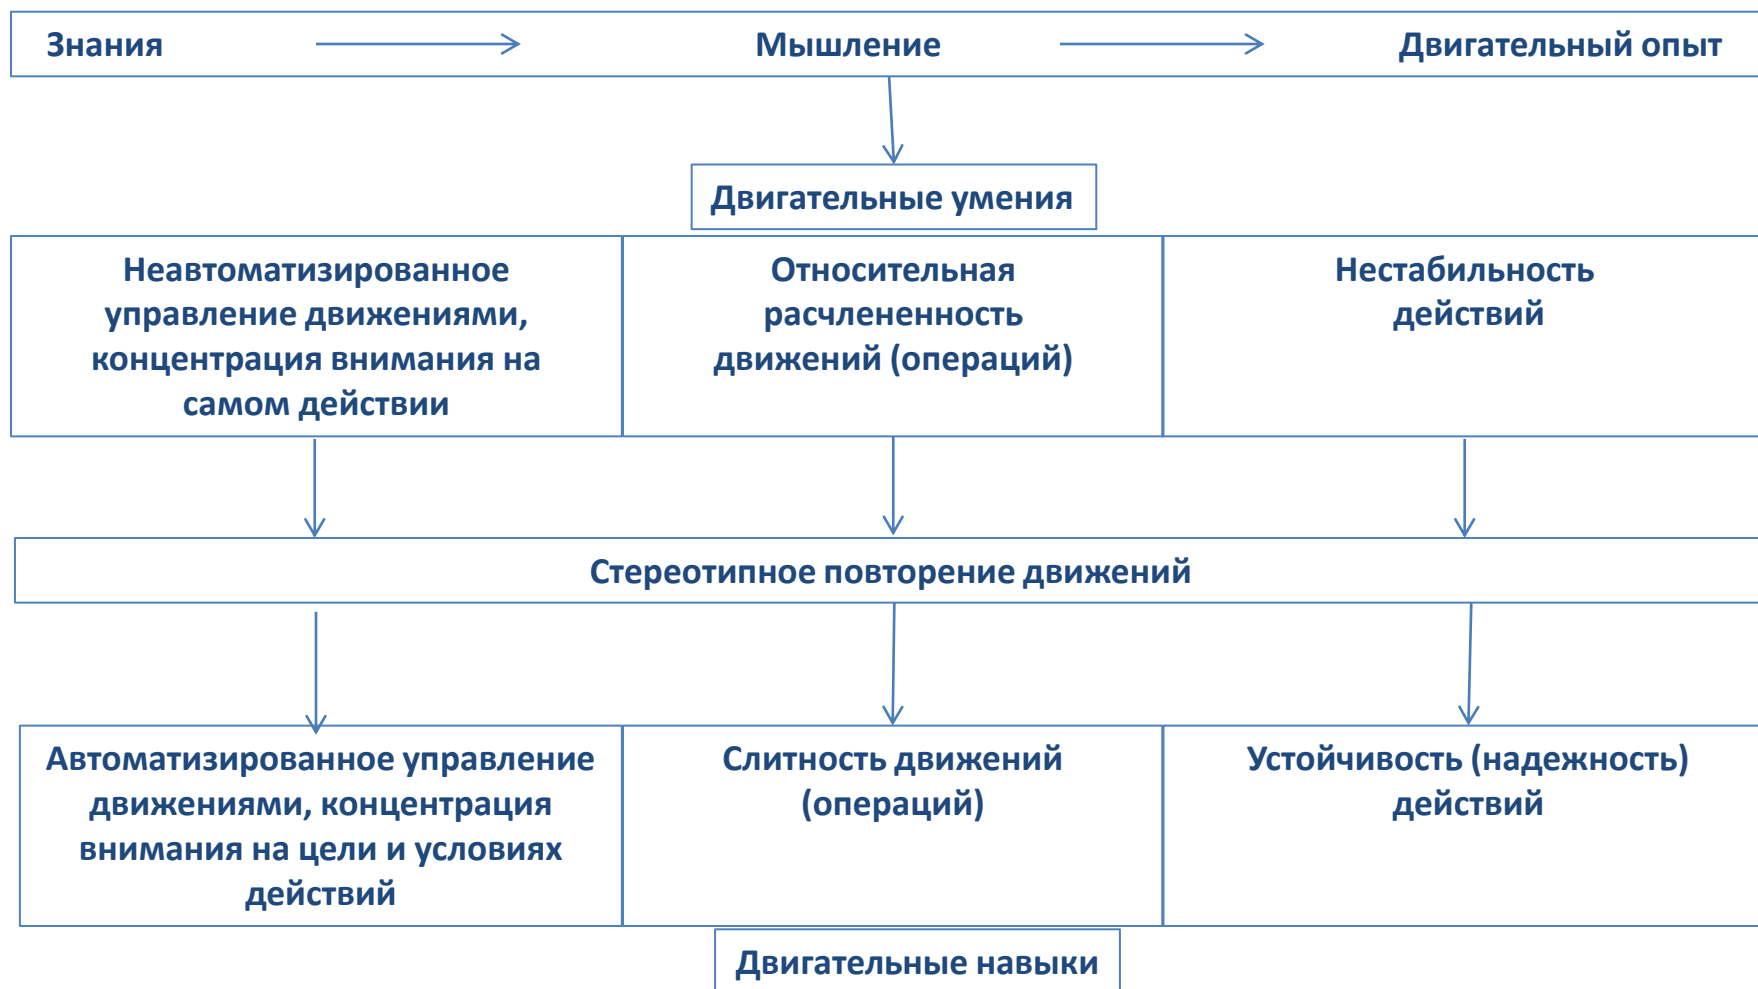 Знания Мышление Двигательный опыт
Двигательные умения
Неавтоматизированное
управление движениями,
концентрация внимания на
самом действии
Относительная
расчлененность
движений (операций)
Нестабильность
действий
Стереотипное повторение движений
Автоматизированное управление
движениями, концентрация
внимания на цели и условиях
действий
Слитность движений
(операций)
Устойчивость (надежность)
действий
Двигательные навыки